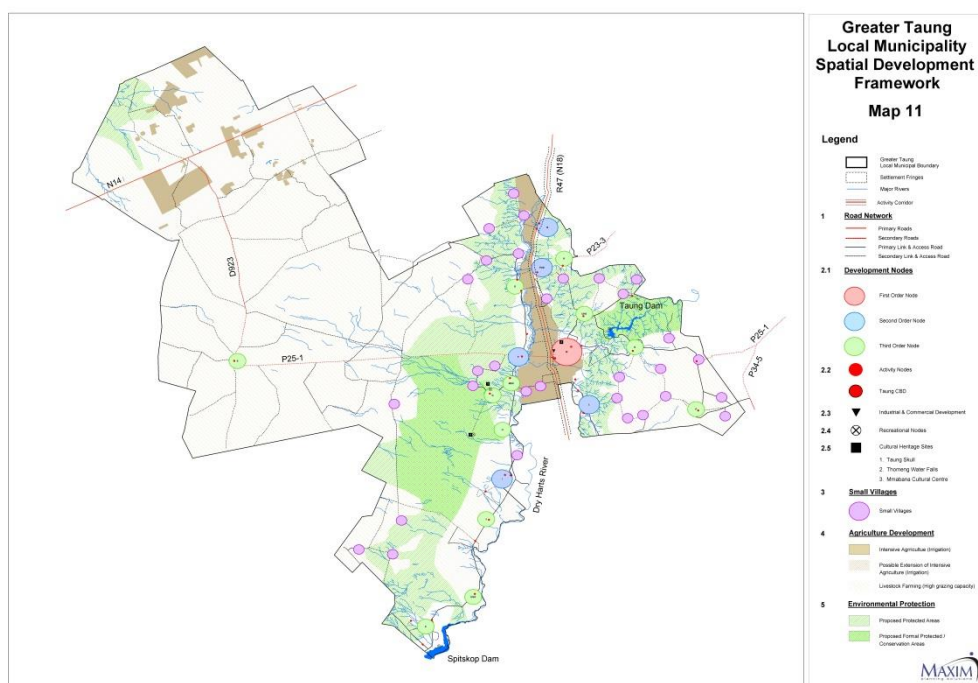 Greater Taung
Local Municipality
Spatial Development
Framework
Map 11
Legend
Greater Taung
Local Municipal Boundary
Settlement Fringes
Major Rivers
Activity Corridor
1 Road Network
Primary Roads
Secondary Roads
Primary Link & Access Road
Secondary Link & Access Road
2.1 Development Nodes
First Order Node
Second Order Node
Third Order Node
2.2 Activity Nodes
Taung CBD
2.3 Industrial & Commercial Development
2.4 Recreational Nodes
2.5 Cultural Heritage Sites
1. Taung Skull
2. Thomeng Water Falls
3. Mmabana Cultural Centre
3 Small Villages
Small Villages
4 Agriculture Development
Intensive Agricultue (Irrigation)
Possible Extension of Intensive
Agriculture (Irrigation)
Livestock Farming (High grazing capacity)
5 Environmental Protection
Proposed Protected Areas
Proposed Formal Protected /
Conservation Areas
MAXIM
planning solutions
N14
D923
R47 (N18)
P23-3
Taung Dam
P25-1
P25-1
P34-5
Dry Harts River
Spitskop Dam